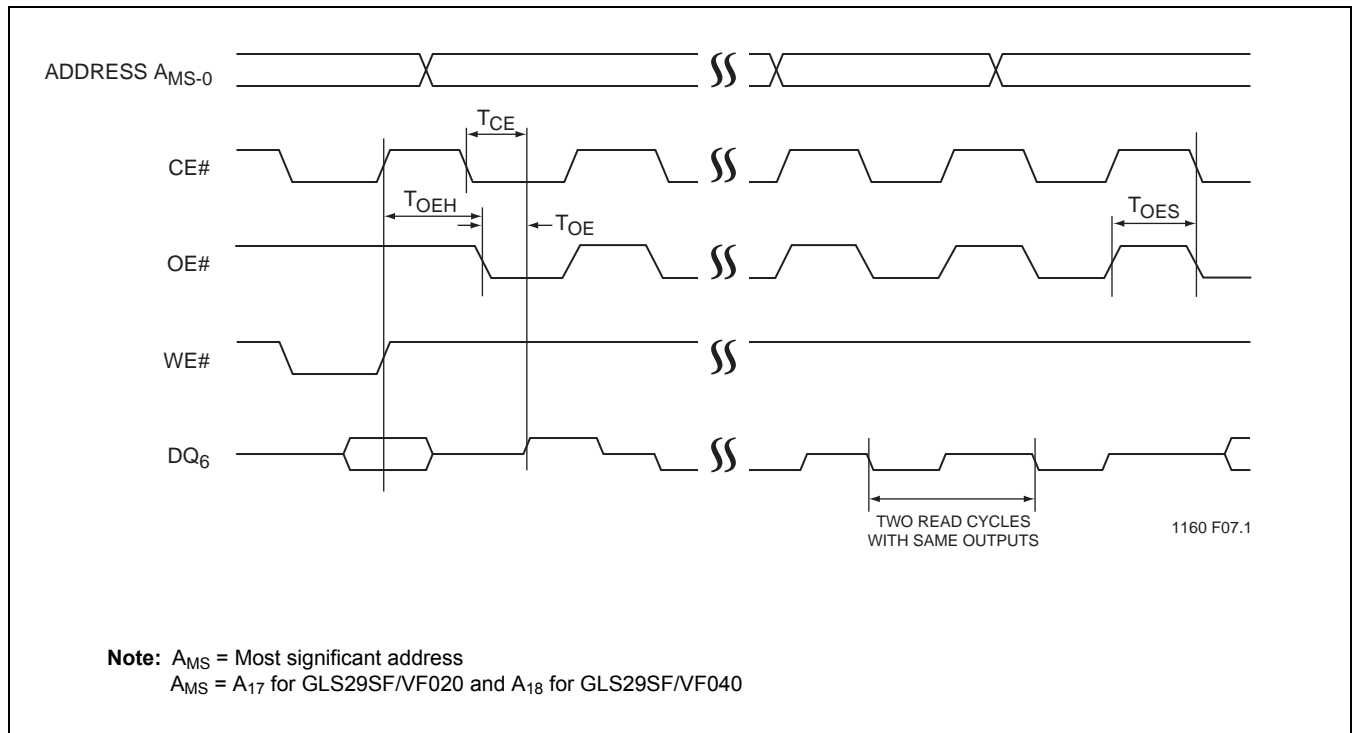 ADDRESS AMS-0
TCE
CE#
TOEH
TOE
TOES
OE#
WE#
DQ6
TWO READ CYCLES
WITH SAME OUTPUTS
1160 F07.1
Note: AMS = Most significant address
AMS = A17 for GLS29SF/VF020 and A18 for GLS29SF/VF040